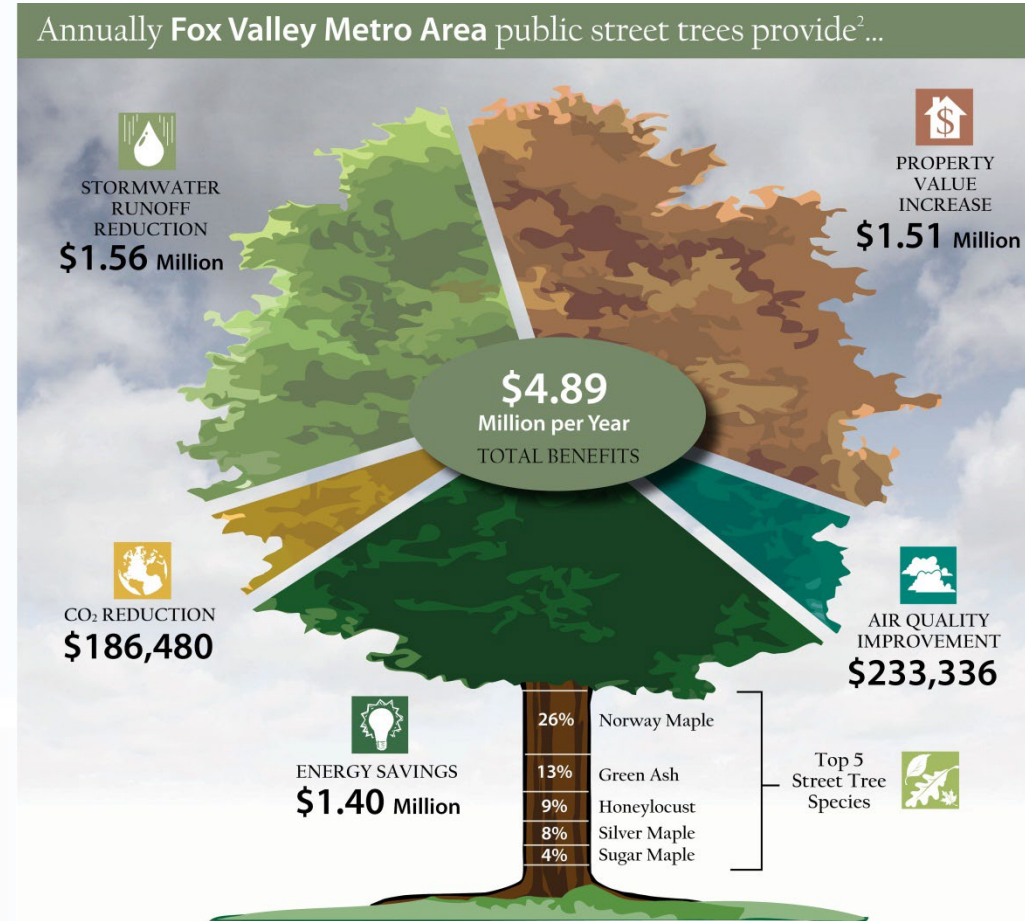 Annually Fox Valley Metro Area public street trees provide²...
STORMWATER
RUNOFF
REDUCTION
$1.56 Million
$
PROPERTY
VALUE
INCREASE
$1.51 Million
$4.89
Million per Year
TOTAL BENEFITS
CO₂ REDUCTION
$186,480
AIR QUALITY
IMPROVEMENT
$233,336
ENERGY SAVINGS
$1.40 Million
26% Norway Maple
13% Green Ash
9% Honeylocust
8% Silver Maple
4% Sugar Maple
Top 5
Street Tree
Species